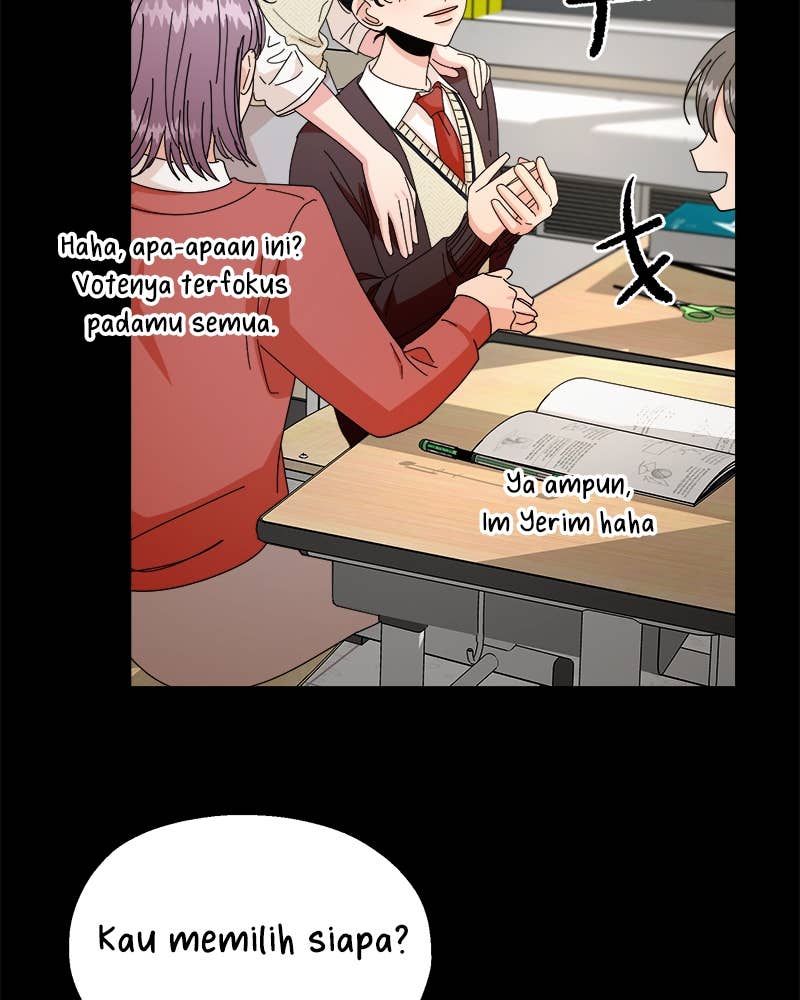 Haha, apa-apaan ini?
Votenya terfokus
padamu semua.
Ya ampun,
Im Yerim haha
Kau memilih siapa?